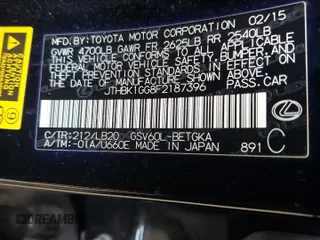 MFD. BY: TOYOTA MOTOR CORPORATION 02/15
GVWR 4700LB GAWR FR 2625LB RR 2540LB
THIS VEHICLE CONFORMS TO ALL APPLICABLE
FEDERAL MOTOR VEHICLE SAFETY, BUMPER,
AND THEFT PREVENTION STANDARDS IN EFFECT
ON THE DATE OF MANUFACTURE SHOWN ABOVE.
JTHBK1GG8F2187396 PASS. CAR
C/TR: 212/LB20 GSV60L-BETGKA
A/TM: -01A/U660E MADE IN JAPAN 891 C
DREAMB